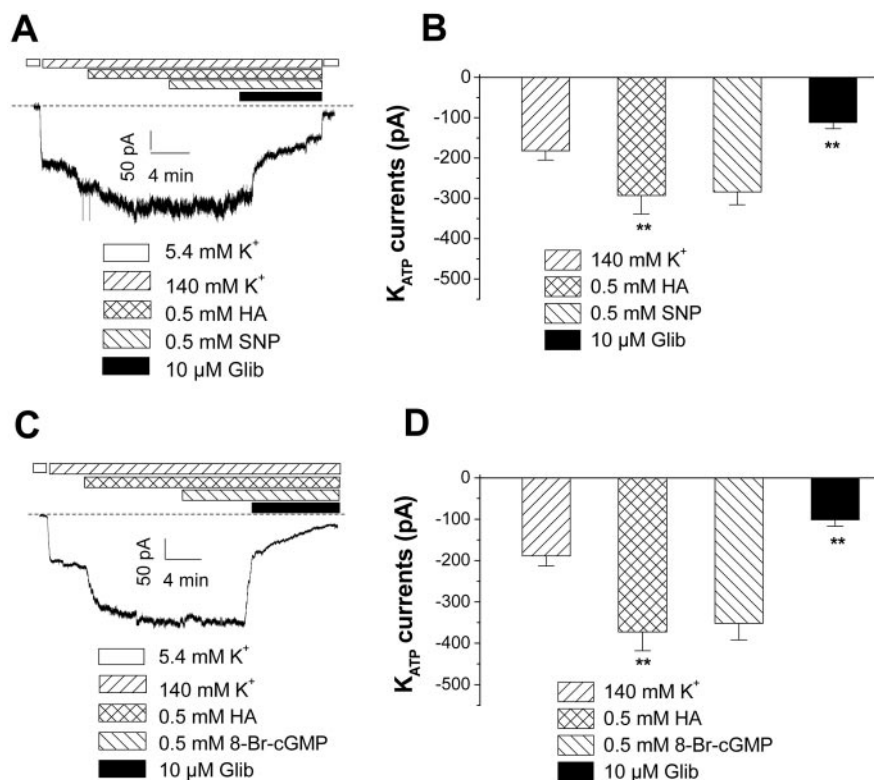 A
50 pA
4 min
5.4 mM K+
140 mM K+
0.5 mM HA
0.5 mM SNP
10 µM Glib
B
KATP currents (pA)
0
-100
-200
-300
-400
-500
**
**
140 mM K+
0.5 mM HA
0.5 mM SNP
10 µM Glib
C
50 pA
4 min
5.4 mM K+
140 mM K+
0.5 mM HA
0.5 mM 8-Br-cGMP
10 µM Glib
D
KATP currents (pA)
0
-100
-200
-300
-400
-500
**
**
140 mM K+
0.5 mM HA
0.5 mM 8-Br-cGMP
10 µM Glib